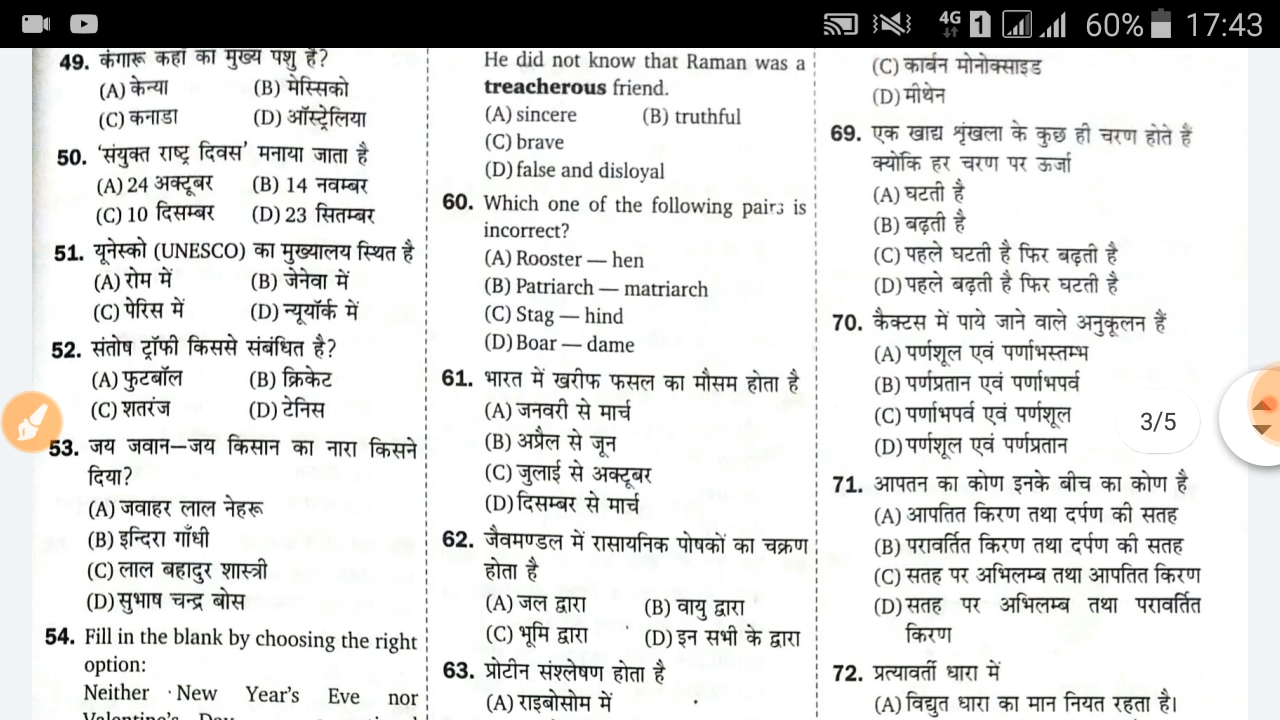 4G 1 60% 17:43
49. कंगारू कहाँ का मुख्य पशु है?
(A) केन्या (B) मेक्सिको
(C) कनाडा (D) ऑस्ट्रेलिया
50. ‘संयुक्त राष्ट्र दिवस’ मनाया जाता है
(A) 24 अक्टूबर (B) 14 नवम्बर
(C) 10 दिसम्बर (D) 23 सितम्बर
51. यूनेस्को (UNESCO) का मुख्यालय स्थित है
(A) रोम में (B) जेनेवा में
(C) पेरिस में (D) न्यूयॉर्क में
52. संतोष ट्रॉफी किससे संबंधित है?
(A) फुटबॉल (B) क्रिकेट
(C) शतरंज (D) टेनिस
53. जय जवान–जय किसान का नारा किसने
दिया?
(A) जवाहर लाल नेहरू
(B) इन्दिरा गाँधी
(C) लाल बहादुर शास्त्री
(D) सुभाष चन्द्र बोस
54. Fill in the blank by choosing the right
option:
Neither New Year’s Eve nor
Valentine’s Day
He did not know that Raman was a
treacherous friend.
(A) sincere (B) truthful
(C) brave
(D) false and disloyal
60. Which one of the following pairs is
incorrect?
(A) Rooster — hen
(B) Patriarch — matriarch
(C) Stag — hind
(D) Boar — dame
61. भारत में खरीफ फसल का मौसम होता है
(A) जनवरी से मार्च
(B) अप्रैल से जून
(C) जुलाई से अक्टूबर
(D) दिसम्बर से मार्च
62. जैवमण्डल में रासायनिक पोषकों का चक्रण
होता है
(A) जल द्वारा (B) वायु द्वारा
(C) भूमि द्वारा (D) इन सभी के द्वारा
63. प्रोटीन संश्लेषण होता है
(A) राइबोसोम में
(C) कार्बन मोनोक्साइड
(D) मीथेन
69. एक खाद्य शृंखला के कुछ ही चरण होते हैं
क्योंकि हर चरण पर ऊर्जा
(A) घटती है
(B) बढ़ती है
(C) पहले घटती है फिर बढ़ती है
(D) पहले बढ़ती है फिर घटती है
70. कैक्टस में पाये जाने वाले अनुकूलन हैं
(A) पर्णशूल एवं पर्णाभस्तम्भ
(B) पर्णप्रतान एवं पर्णाभपर्व
(C) पर्णाभपर्व एवं पर्णशूल
(D) पर्णशूल एवं पर्णप्रतान
71. आपतन का कोण इनके बीच का कोण है
(A) आपतित किरण तथा दर्पण की सतह
(B) परावर्तित किरण तथा दर्पण की सतह
(C) सतह पर अभिलम्ब तथा आपतित किरण
(D) सतह पर अभिलम्ब तथा परावर्तित
किरण
72. प्रत्यावर्ती धारा में
(A) विद्युत धारा का मान नियत रहता है।
3/5